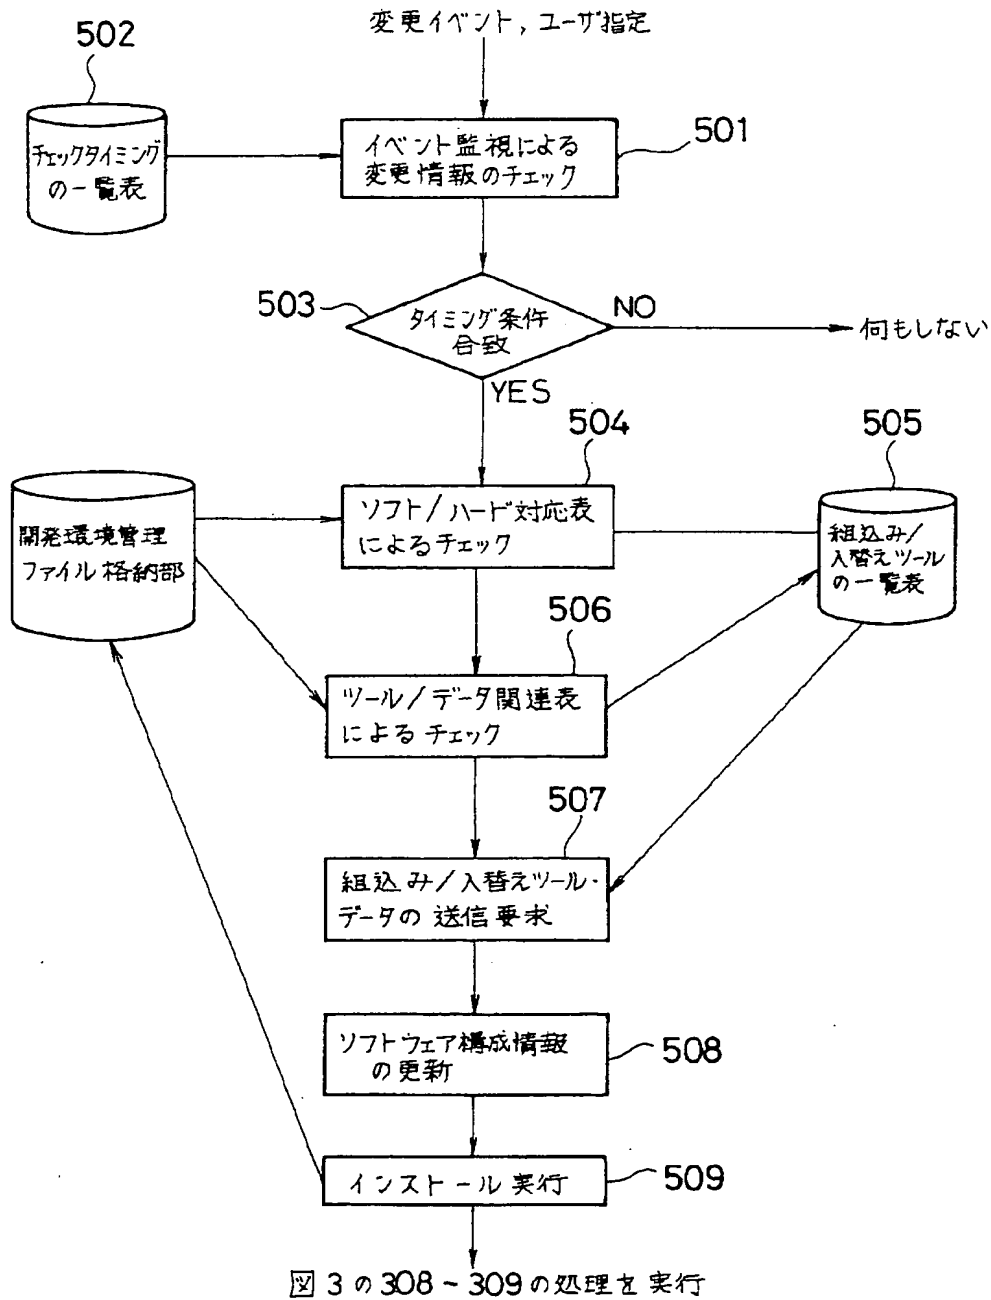 変更イベント, ユーザ指定
502
チェックタイミング
の一覧表
イベント監視による
変更情報のチェック
501
503
タイミング条件
合致
NO
何もしない
YES
504
505
開発環境管理
ファイル格納部
ソフト/ハード対応表
によるチェック
組込み/
入替えツール
の一覧表
506
ツール/データ関連表
によるチェック
507
組込み/入替えツール・
データの送信要求
ソフトウェア構成情報
の更新
508
インストール実行
509
図3の308~309の処理を実行